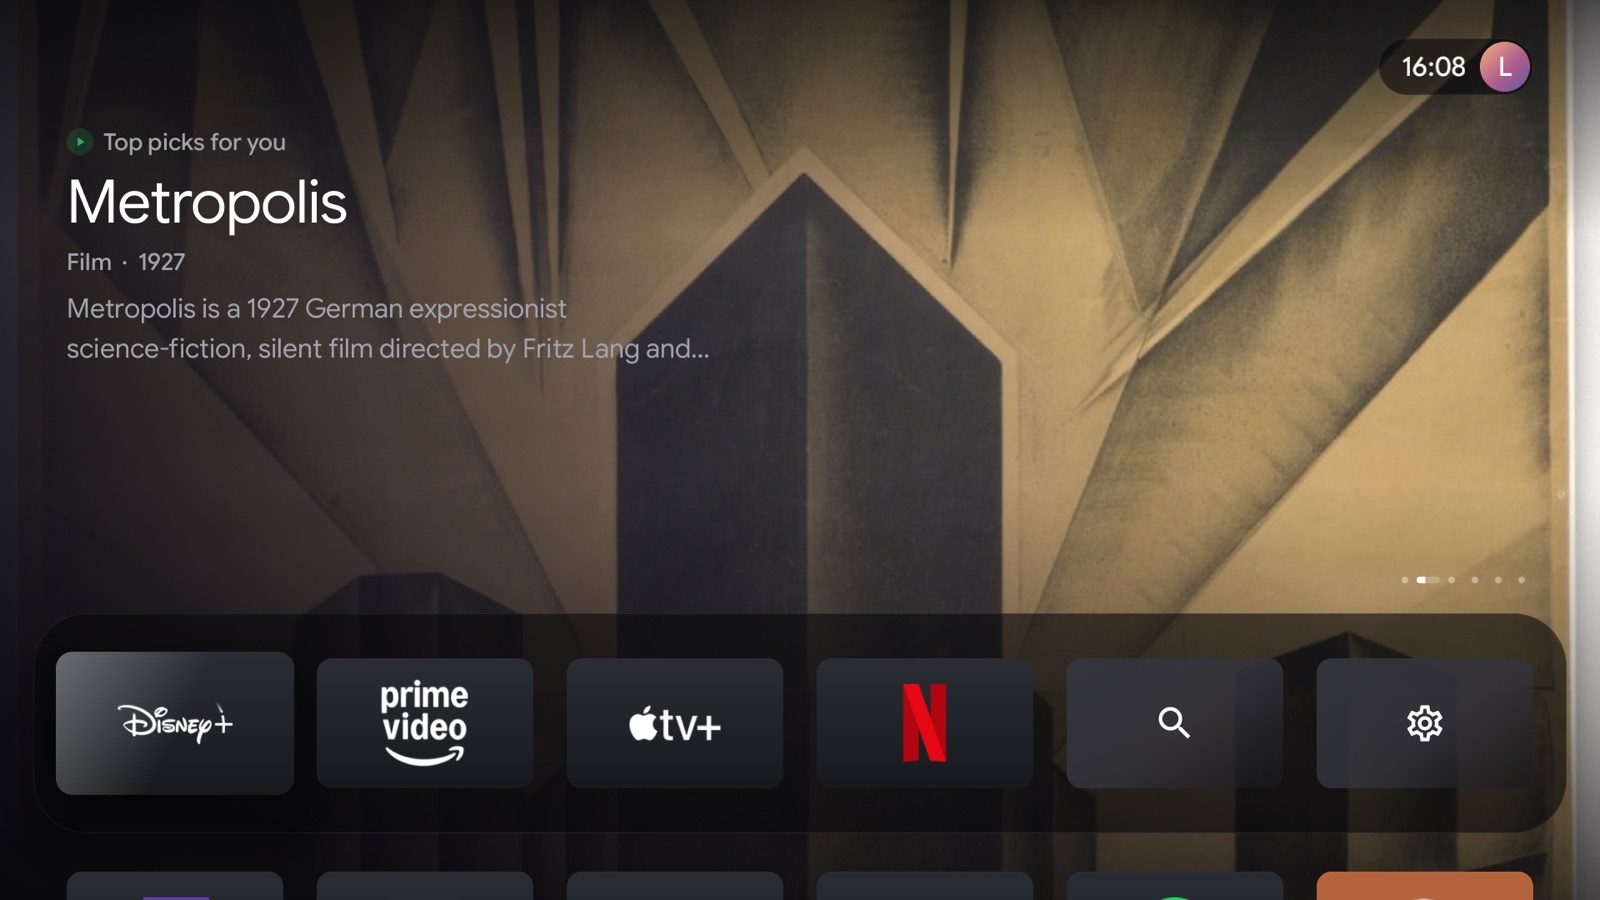 16:08
L
Top picks for you
Metropolis
Film · 1927
Metropolis is a 1927 German expressionist
science-fiction, silent film directed by Fritz Lang and...
Disney+
prime video
tv+
N